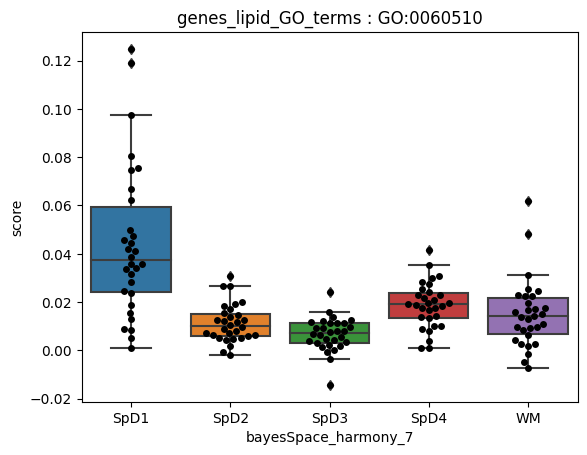 genes_lipid_GO_terms : GO:0060510
0.12
0.10
0.08
0.06
0.04
0.02
0.00
−0.02
score
SpD1 SpD2 SpD3 SpD4 WM
bayesSpace_harmony_7